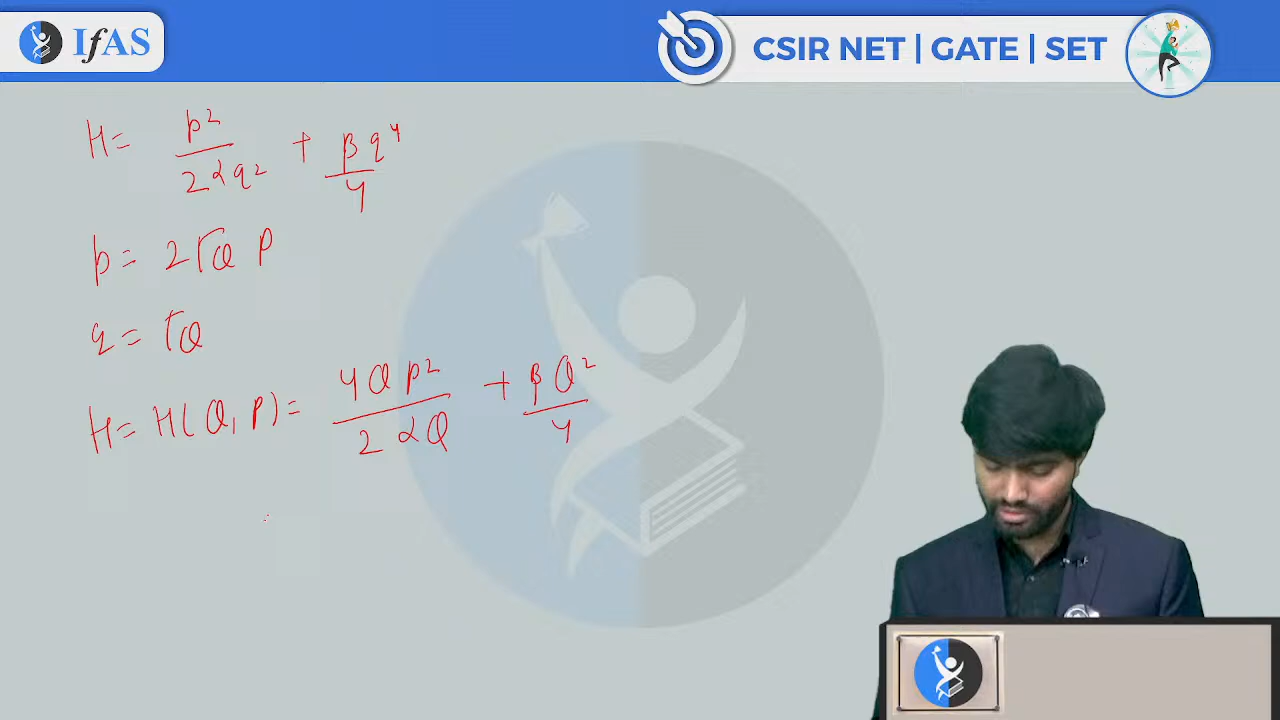 IfAS
CSIR NET | GATE | SET
H = p²/2αq² + βq⁴/4
p = 2√Q P
q = √Q
H = H(Q, P) = 4QP²/2αQ + βQ²/4